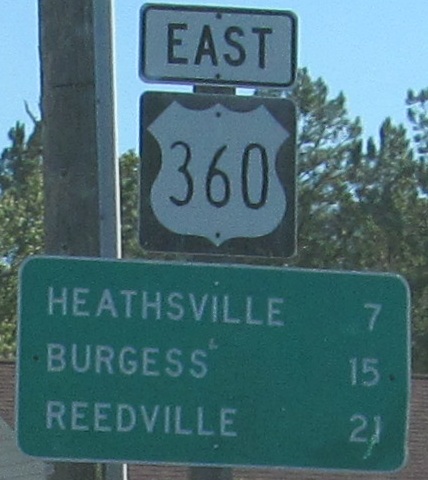 EAST
360
HEATHSVILLE 7
BURGESS 15
REEDVILLE 21